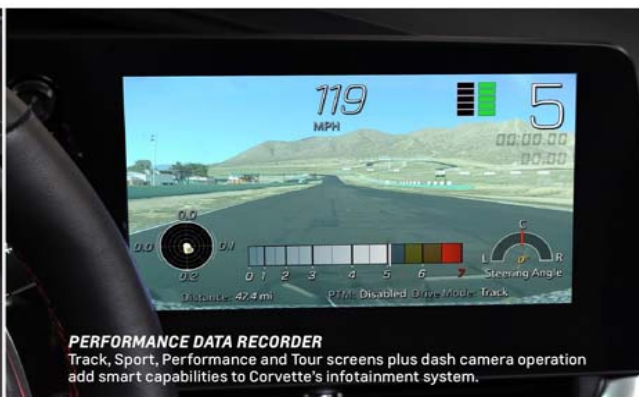 119
MPH
5
00:00.00
00:00
0.0
0.0 0.1
0.2
0 1 2 3 4 5 6 7
C
L R
0°
Steering Angle
Distance: 47.4 mi PTM: Disabled Drive Mode: Track
PERFORMANCE DATA RECORDER
Track, Sport, Performance and Tour screens plus dash camera operation
add smart capabilities to Corvette's infotainment system.